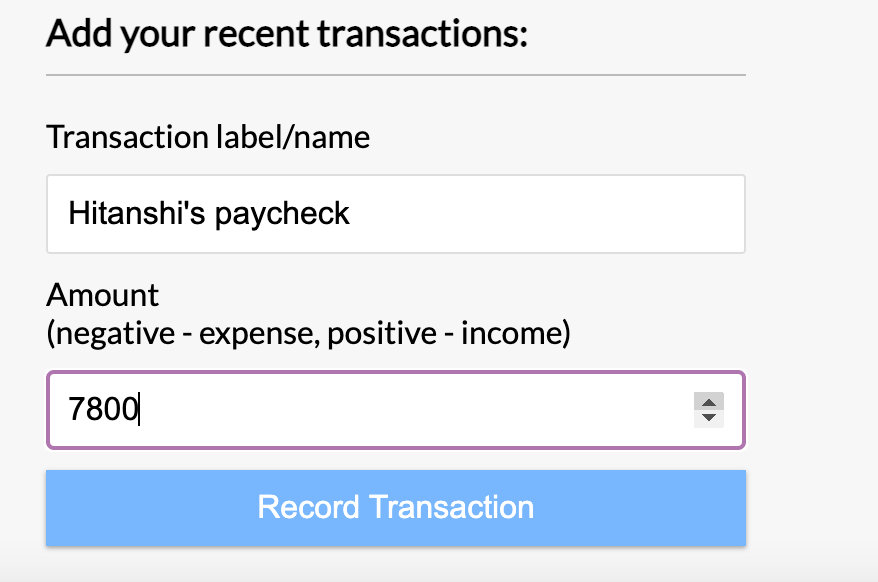 Add your recent transactions:
Transaction label/name
Hitanshi's paycheck
Amount
(negative - expense, positive - income)
7800
Record Transaction